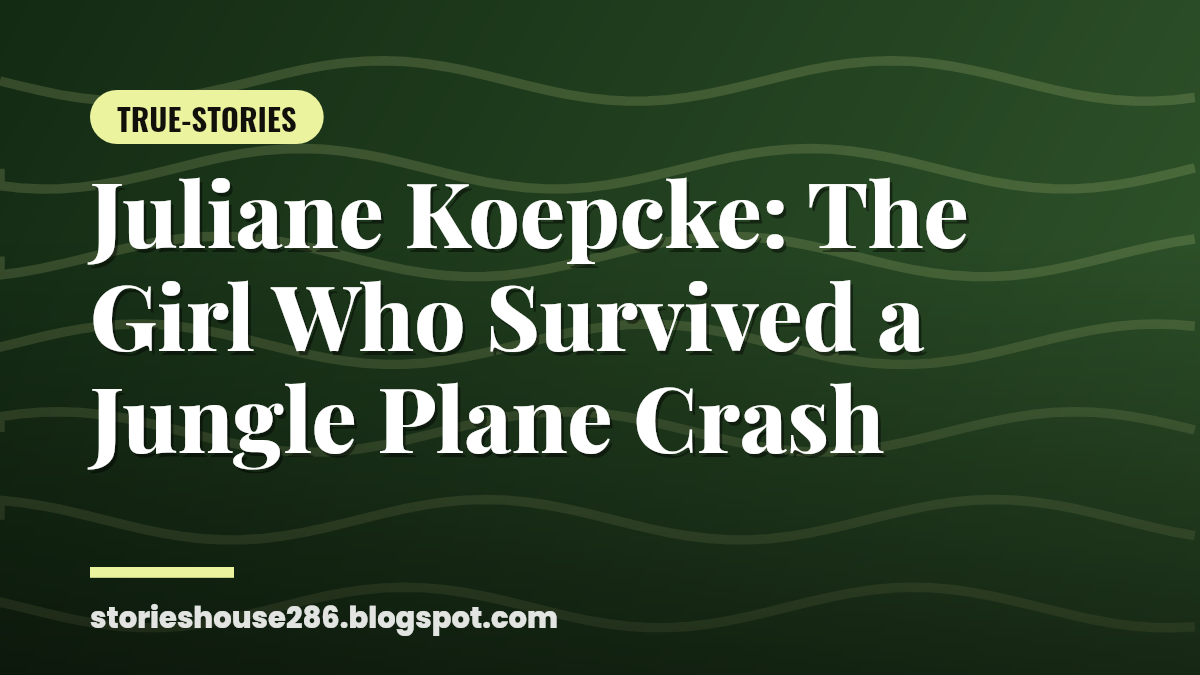 TRUE-STORIES
Juliane Koepcke: The
Girl Who Survived a
Jungle Plane Crash
storieshouse286.blogspot.com